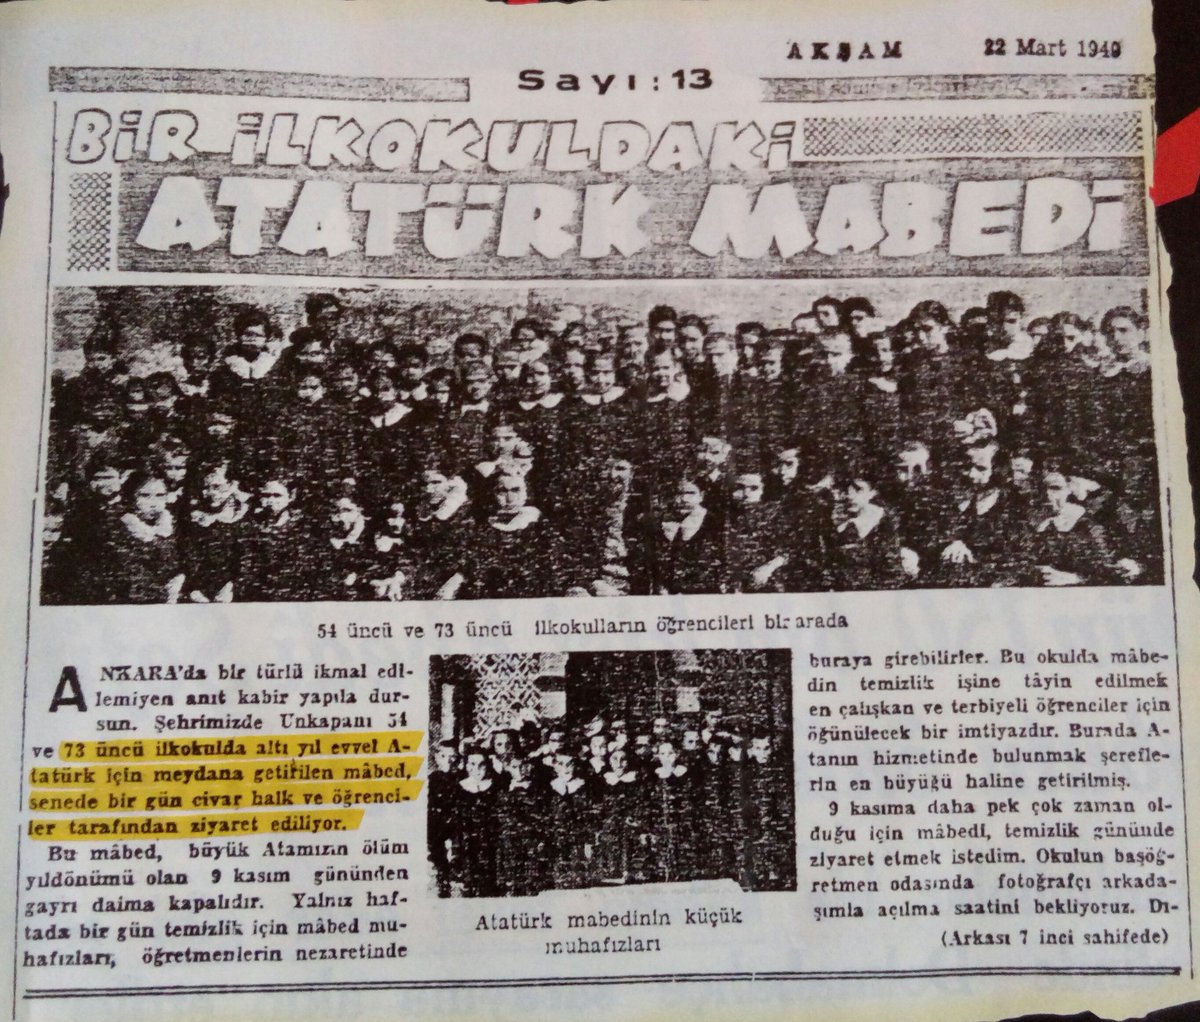 AKŞAM 22 Mart 1949
Sayı: 13
BİR İLKOKULDAKİ
ATATÜRK MABEDİ
54 üncü ve 73 üncü ilkokulların öğrencileri bir arada
ANKARA'da bir türlü ikmal edi-
lemiyen anıt kabir yapıla dur-
sun. Şehrimizde Unkapanı 54
ve 73 üncü ilkokulda altı yıl evvel A-
tatürk için meydana getirilen mâbed,
senede bir gün civar halk ve öğrenci-
ler tarafından ziyaret ediliyor.
Bu mâbed, büyük Atamızın ölüm
yıldönümü olan 9 kasım gününden
gayrı daima kapalıdır. Yalnız haf-
tada bir gün temizlik için mâbed mu-
hafızları, öğretmenlerin nezaretinde
Atatürk mabedinin küçük
muhafızları
buraya girebilirler. Bu okulda mâbe-
din temizlik işine tâyin edilmek
en çalışkan ve terbiyeli öğrenciler için
öğünülecek bir imtiyazdır. Burada A-
tanın hizmetinde bulunmak şerefle-
rin en büyüğü haline getirilmiş.
9 kasıma daha pek çok zaman ol-
duğu için mâbedi, temizlik gününde
ziyaret etmek istedim. Okulun başöğ-
retmen odasında fotoğrafçı arkada-
şımla açılma saatini bekliyoruz. Dı-
(Arkası 7 inci sahifede)